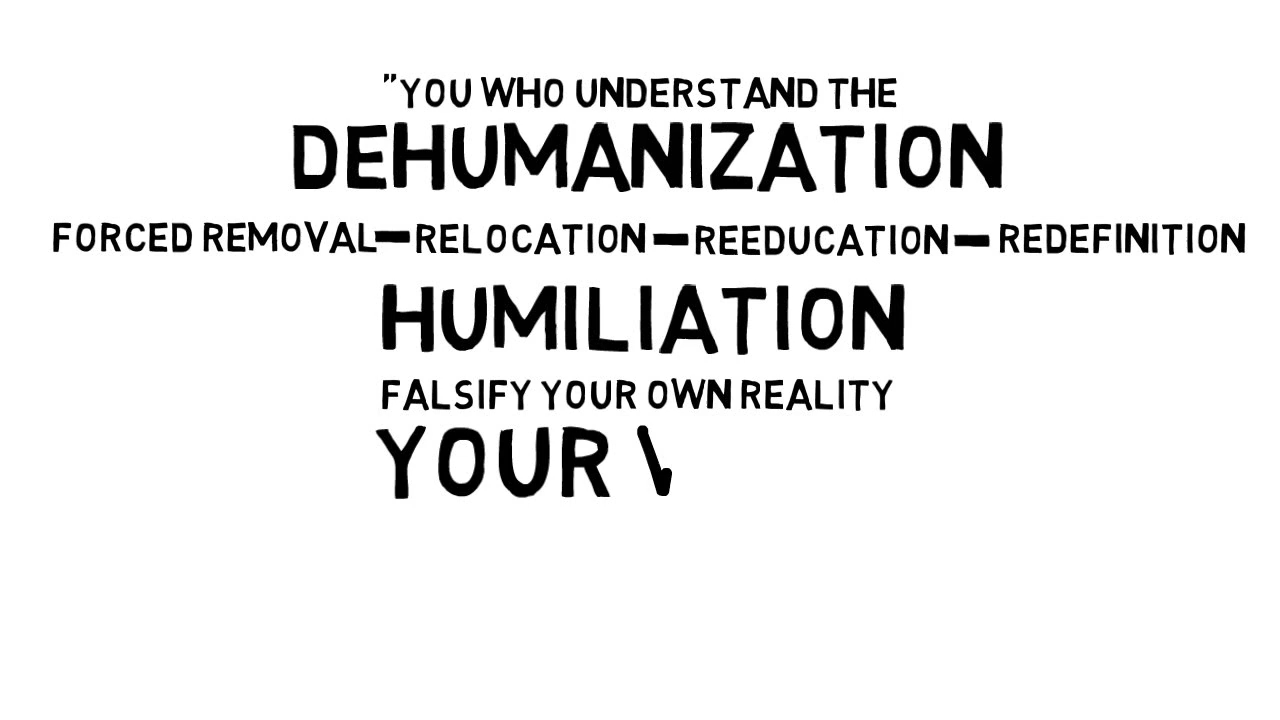 "YOU WHO UNDERSTAND THE
DEHUMANIZATION
FORCED REMOVAL-RELOCATION-REEDUCATION-REDEFINITION
HUMILIATION
FALSIFY YOUR OWN REALITY
YOUR